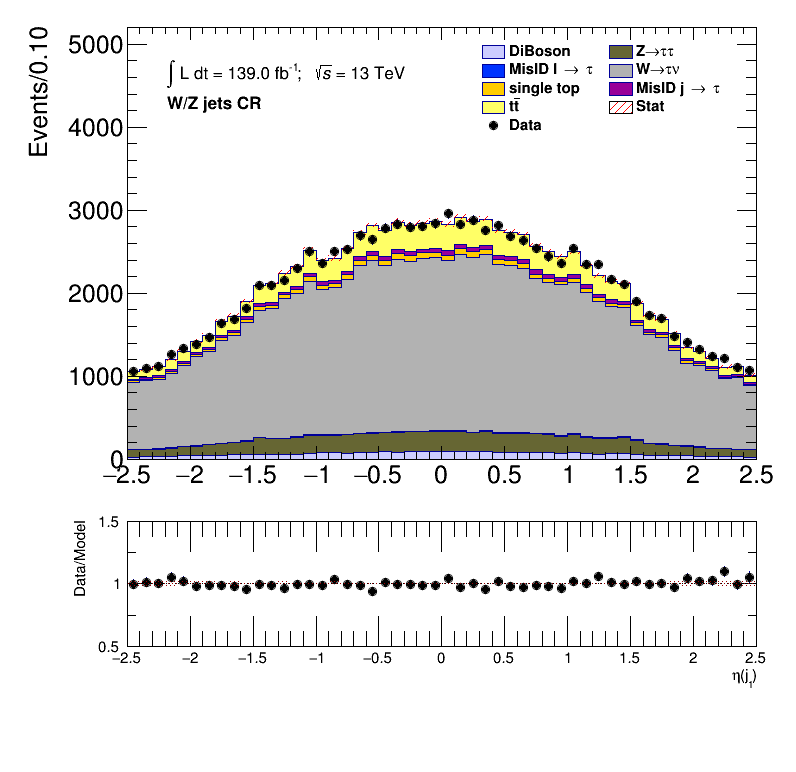 Events/0.10
5000
4000
3000
2000
1000
0
∫ L dt = 139.0 fb⁻¹; √s = 13 TeV
W/Z jets CR
DiBoson
MisID l → τ
single top
tt̅
Data
Z→ττ
W→τν
MisID j → τ
Stat
−2.5 −2 −1.5 −1 −0.5 0 0.5 1 1.5 2 2.5
Data/Model
1.5
1
0.5
−2.5 −2 −1.5 −1 −0.5 0 0.5 1 1.5 2 2.5
η(j₁)